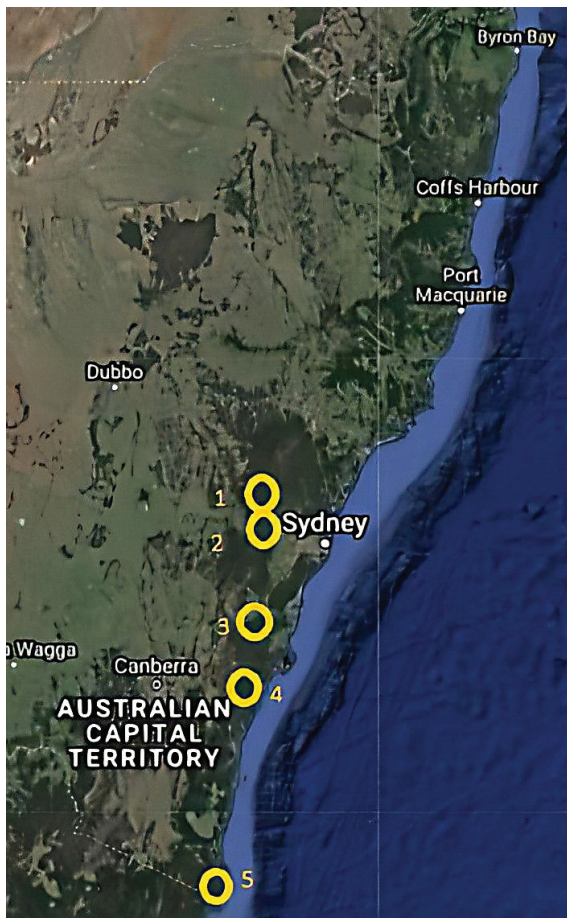 Byron Bay
Coffs Harbour
Port
Macquarie
Dubbo
1
Sydney
2
3
Wagga
Canberra
4
AUSTRALIAN
CAPITAL
TERRITORY
5